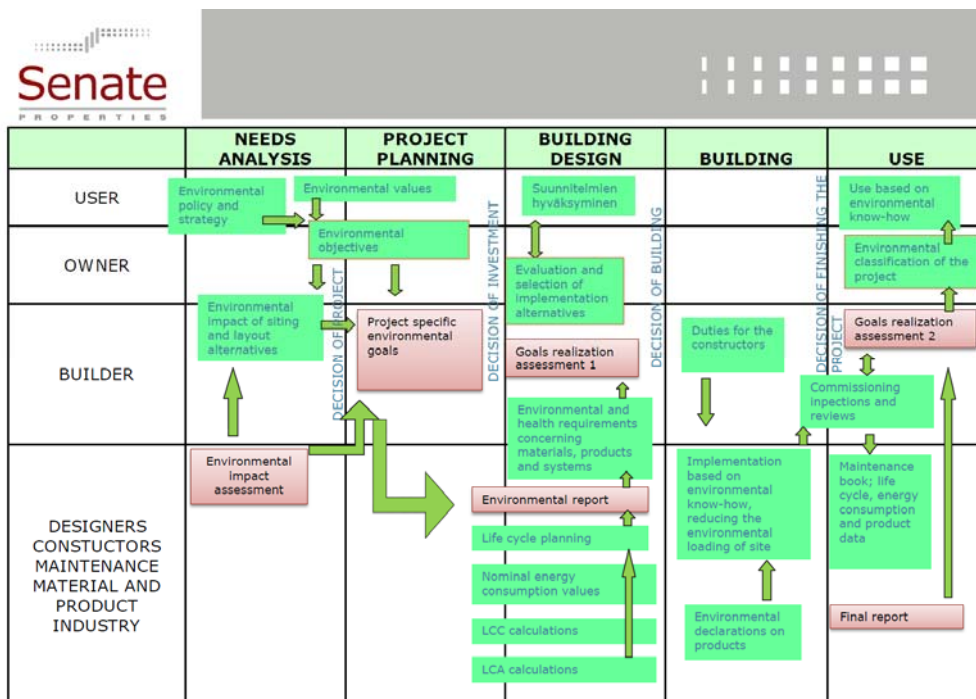 Senate
PROPERTIES
NEEDS
ANALYSIS
PROJECT
PLANNING
BUILDING
DESIGN
BUILDING
USE
USER
Environmental
policy and
strategy
Environmental values
Suunnitelmien
hyväksyminen
Use based on
environmental
know-how
OWNER
Environmental
objectives
Evaluation and
selection of
implementation
alternatives
Environmental
classification of the
project
BUILDER
Environmental
impact of siting
and layout
alternatives
DECISION OF PROJECT
Project specific
environmental
goals
DECISION OF INVESTMENT
Goals realization
assessment 1
Environmental and
health requirements
concerning
materials, products
and systems
DECISION OF BUILDING
Duties for the
constructors
DECISION OF FINISHING THE
PROJECT
Goals realization
assessment 2
Commissioning
inpections and
reviews
DESIGNERS
CONSTUCTORS
MAINTENANCE
MATERIAL AND
PRODUCT
INDUSTRY
Environmental
impact assessment
Environmental report
Life cycle planning
Nominal energy
consumption values
LCC calculations
LCA calculations
Implementation
based on
environmental
know-how,
reducing the
environmental
loading of site
Environmental
declarations on
products
Maintenance
book; life
cycle, energy
consumption
and product
data
Final report